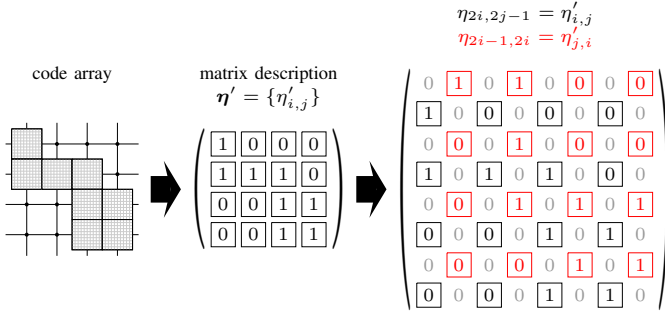 η₂ᵢ,₂ⱼ₋₁ = η′ᵢ,ⱼ
η₂ᵢ₋₁,₂ᵢ = η′ⱼ,ᵢ
code array
matrix description
η′ = {η′ᵢ,ⱼ}
1 0 0 0
1 1 1 0
0 0 1 1
0 0 1 1
0 1 0 1 0 0 0 0
1 0 0 0 0 0 0 0
0 0 0 1 0 0 0 0
1 0 1 0 1 0 0 0
0 0 0 1 0 1 0 1
0 0 0 0 1 0 1 0
0 0 0 0 0 1 0 1
0 0 0 0 1 0 1 0